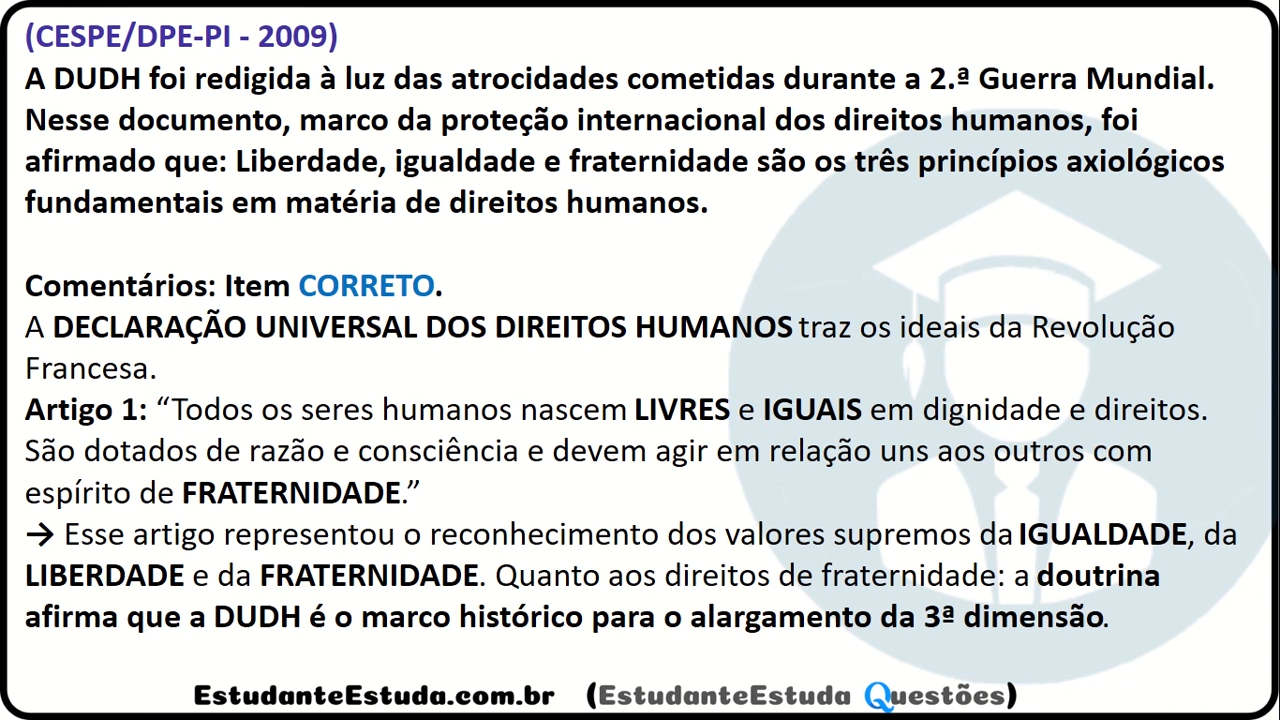 (CESPE/DPE-PI - 2009)
A DUDH foi redigida à luz das atrocidades cometidas durante a 2.ª Guerra Mundial.
Nesse documento, marco da proteção internacional dos direitos humanos, foi
afirmado que: Liberdade, igualdade e fraternidade são os três princípios axiológicos
fundamentais em matéria de direitos humanos.
Comentários: Item CORRETO.
A DECLARAÇÃO UNIVERSAL DOS DIREITOS HUMANOS traz os ideais da Revolução
Francesa.
Artigo 1: “Todos os seres humanos nascem LIVRES e IGUAIS em dignidade e direitos.
São dotados de razão e consciência e devem agir em relação uns aos outros com
espírito de FRATERNIDADE.”
→ Esse artigo representou o reconhecimento dos valores supremos da IGUALDADE, da
LIBERDADE e da FRATERNIDADE. Quanto aos direitos de fraternidade: a doutrina
afirma que a DUDH é o marco histórico para o alargamento da 3ª dimensão.
EstudanteEstuda.com.br (EstudanteEstuda Questões)